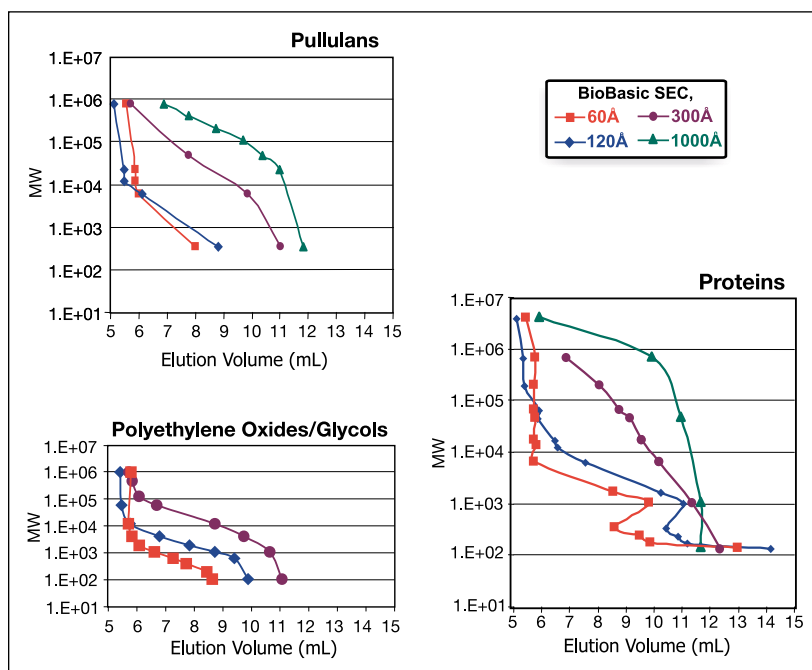 Pullulans
1.E+07
1.E+06
1.E+05
1.E+04
1.E+03
1.E+02
1.E+01
MW
5 6 7 8 9 10 11 12 13 14 15
Elution Volume (mL)
BioBasic SEC,
60Å 300Å
120Å 1000Å
Polyethylene Oxides/Glycols
1.E+07
1.E+06
1.E+05
1.E+04
1.E+03
1.E+02
1.E+01
MW
5 6 7 8 9 10 11 12 13 14 15
Elution Volume (mL)
Proteins
1.E+07
1.E+06
1.E+05
1.E+04
1.E+03
1.E+02
1.E+01
MW
5 6 7 8 9 10 11 12 13 14 15
Elution Volume (mL)